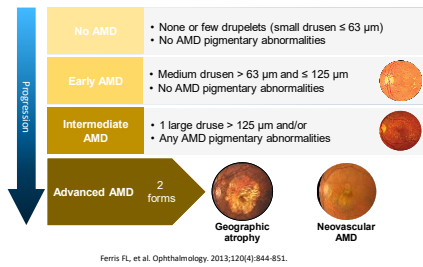 Progression
No AMD
• None or few drupelets (small drusen ≤ 63 µm)
• No AMD pigmentary abnormalities
Early AMD
• Medium drusen > 63 µm and ≤ 125 µm
• No AMD pigmentary abnormalities
Intermediate
AMD
• 1 large druse > 125 µm and/or
• Any AMD pigmentary abnormalities
Advanced AMD
2
forms
Geographic
atrophy
Neovascular
AMD
Ferris FL, et al. Ophthalmology. 2013;120(4):844-851.